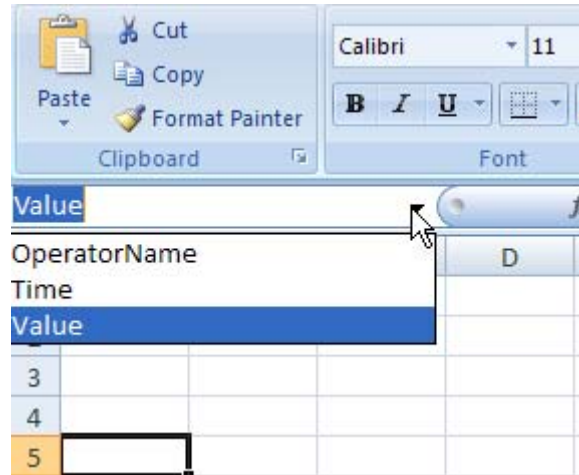 Cut
Copy
Paste
Format Painter
Clipboard
Calibri
11
B I U
Font
Value
f
OperatorName
D
Time
Value
3
4
5